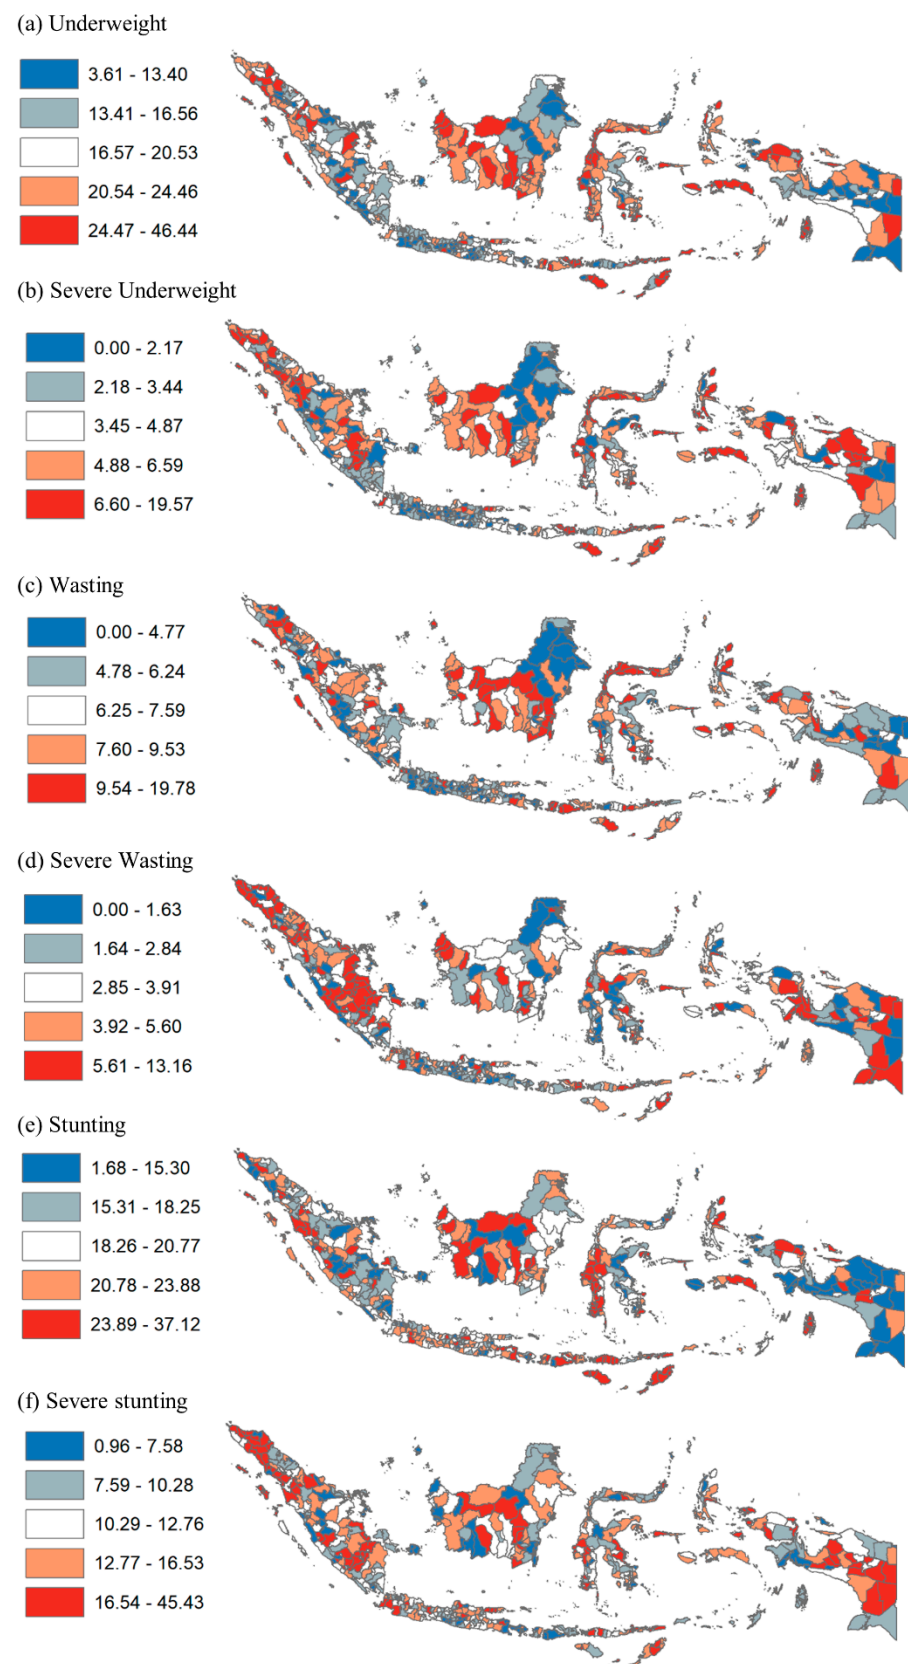 (a) Underweight
3.61 - 13.40
13.41 - 16.56
16.57 - 20.53
20.54 - 24.46
24.47 - 46.44
(b) Severe Underweight
0.00 - 2.17
2.18 - 3.44
3.45 - 4.87
4.88 - 6.59
6.60 - 19.57
(c) Wasting
0.00 - 4.77
4.78 - 6.24
6.25 - 7.59
7.60 - 9.53
9.54 - 19.78
(d) Severe Wasting
0.00 - 1.63
1.64 - 2.84
2.85 - 3.91
3.92 - 5.60
5.61 - 13.16
(e) Stunting
1.68 - 15.30
15.31 - 18.25
18.26 - 20.77
20.78 - 23.88
23.89 - 37.12
(f) Severe stunting
0.96 - 7.58
7.59 - 10.28
10.29 - 12.76
12.77 - 16.53
16.54 - 45.43